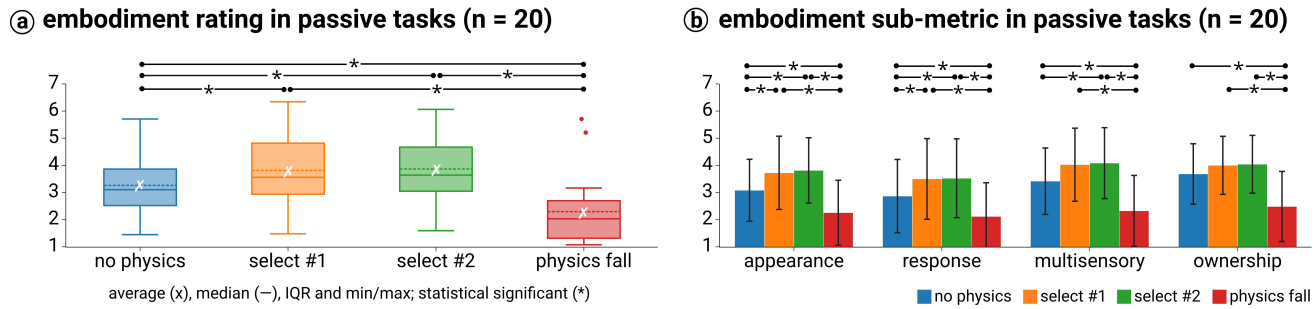 ⓐ embodiment rating in passive tasks (n = 20)
* * * * *
7
6
5
4
3
2
1
no physics select #1 select #2 physics fall
average (x), median (—), IQR and min/max; statistical significant (*)
ⓑ embodiment sub-metric in passive tasks (n = 20)
* * * *
* * * * * * *
* * * * * *
7
6
5
4
3
2
1
appearance response multisensory ownership
no physics select #1 select #2 physics fall